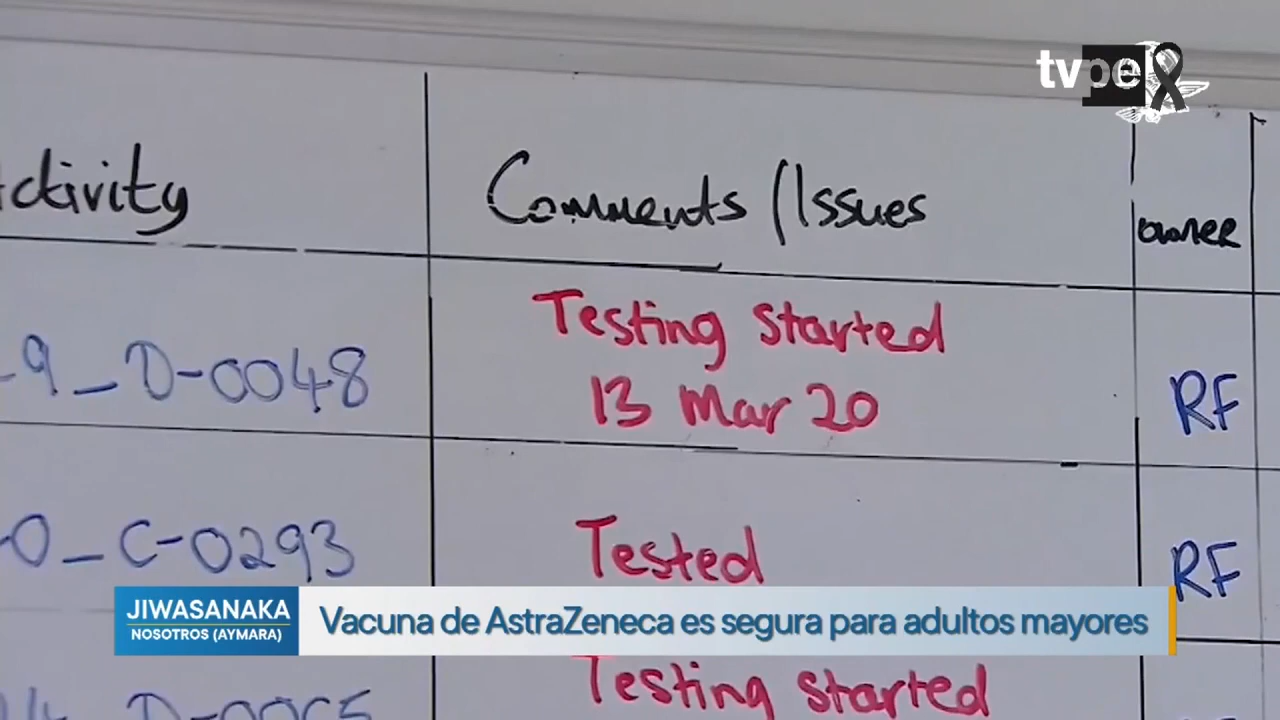 tvpe
Activity
Comments / Issues
owner
-9_D-0048
Testing started
13 Mar 20
RF
-0_C-0293
Tested
RF
JIWASANAKA
NOSOTROS (AYMARA)
Vacuna de AstraZeneca es segura para adultos mayores
Testing started